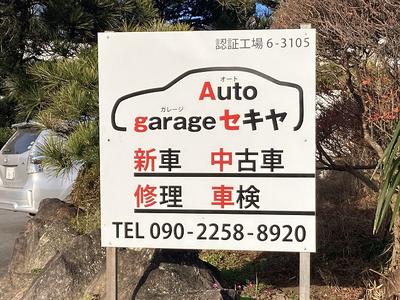 認証工場 6-3105
オート
Auto
ガレージ
garage セキヤ
新車 中古車
修理 車検
TEL 090-2258-8920